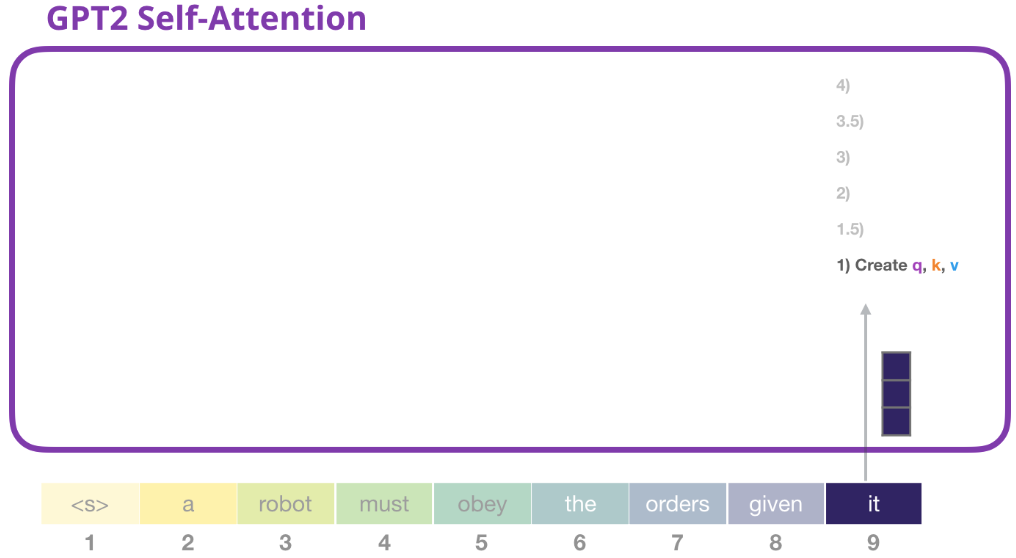 GPT2 Self-Attention
4)
3.5)
3)
2)
1.5)
1) Create q, k, v
<s> a robot must obey the orders given it
1 2 3 4 5 6 7 8 9